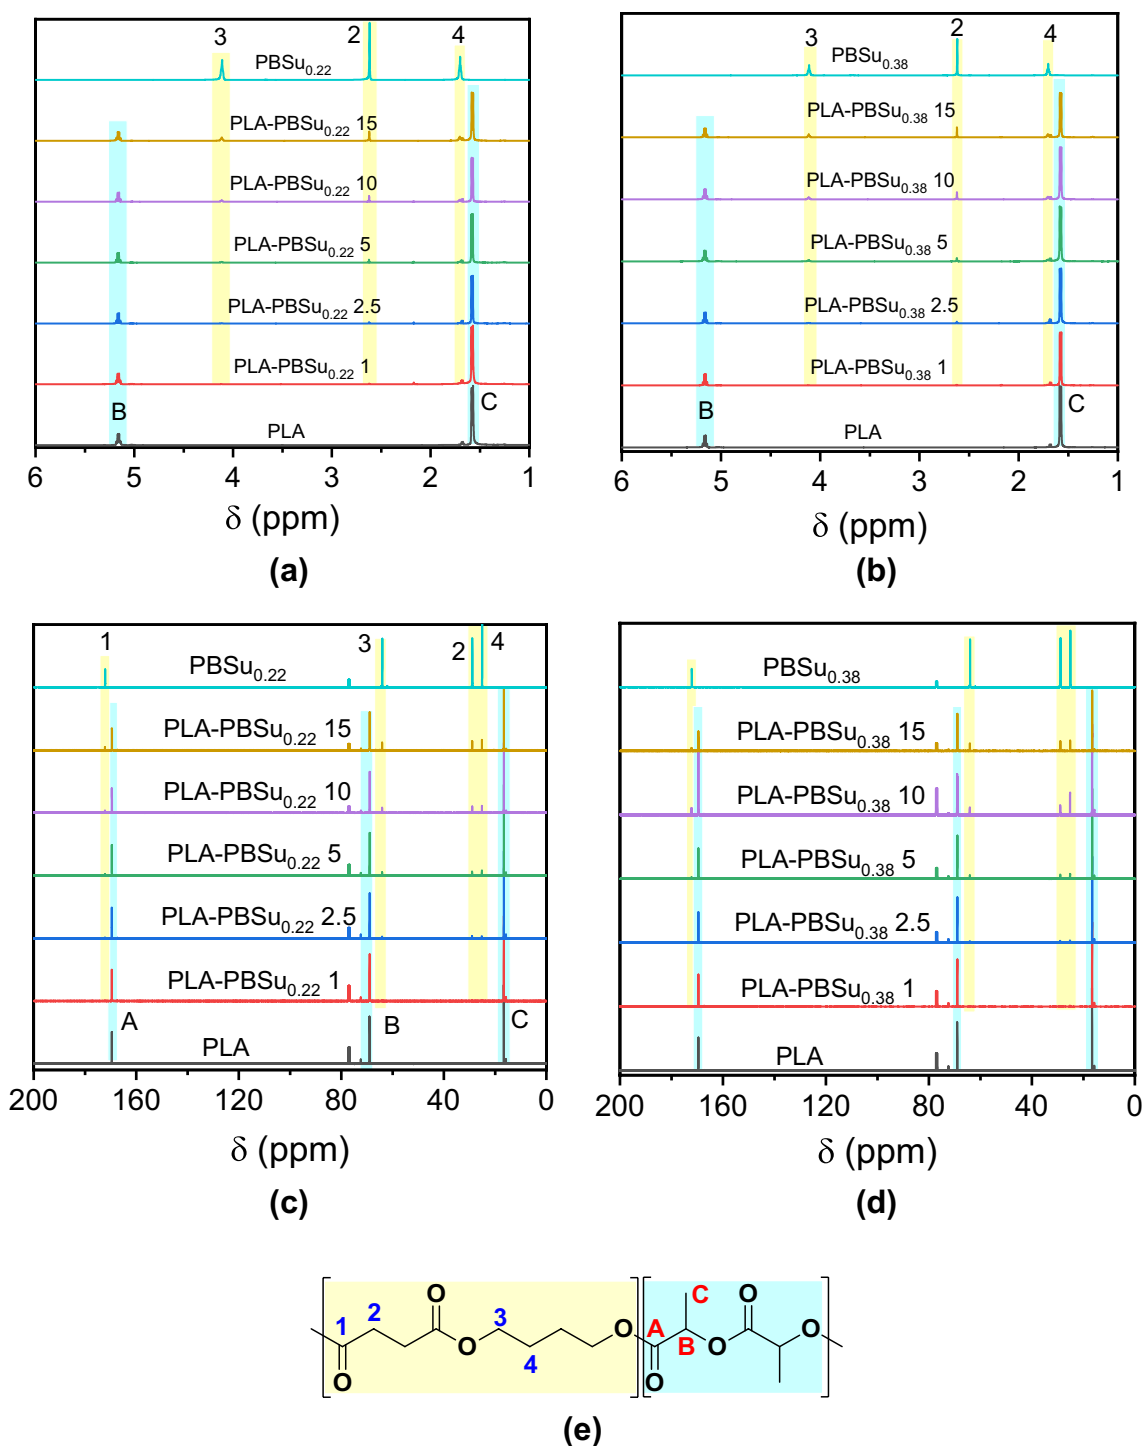 3
2
4
PBSu0.22
PLA-PBSu0.22 15
PLA-PBSu0.22 10
PLA-PBSu0.22 5
PLA-PBSu0.22 2.5
PLA-PBSu0.22 1
B
C
PLA
6 5 4 3 2 1
δ (ppm)
(a)
3
2
4
PBSu0.38
PLA-PBSu0.38 15
PLA-PBSu0.38 10
PLA-PBSu0.38 5
PLA-PBSu0.38 2.5
PLA-PBSu0.38 1
B
C
PLA
6 5 4 3 2 1
δ (ppm)
(b)
1
3
2
4
PBSu0.22
PLA-PBSu0.22 15
PLA-PBSu0.22 10
PLA-PBSu0.22 5
PLA-PBSu0.22 2.5
PLA-PBSu0.22 1
A
B
C
PLA
200 160 120 80 40 0
δ (ppm)
(c)
PBSu0.38
PLA-PBSu0.38 15
PLA-PBSu0.38 10
PLA-PBSu0.38 5
PLA-PBSu0.38 2.5
PLA-PBSu0.38 1
PLA
200 160 120 80 40 0
δ (ppm)
(d)
O C O
1 2 3 O A O
O 4 B O
O O
(e)